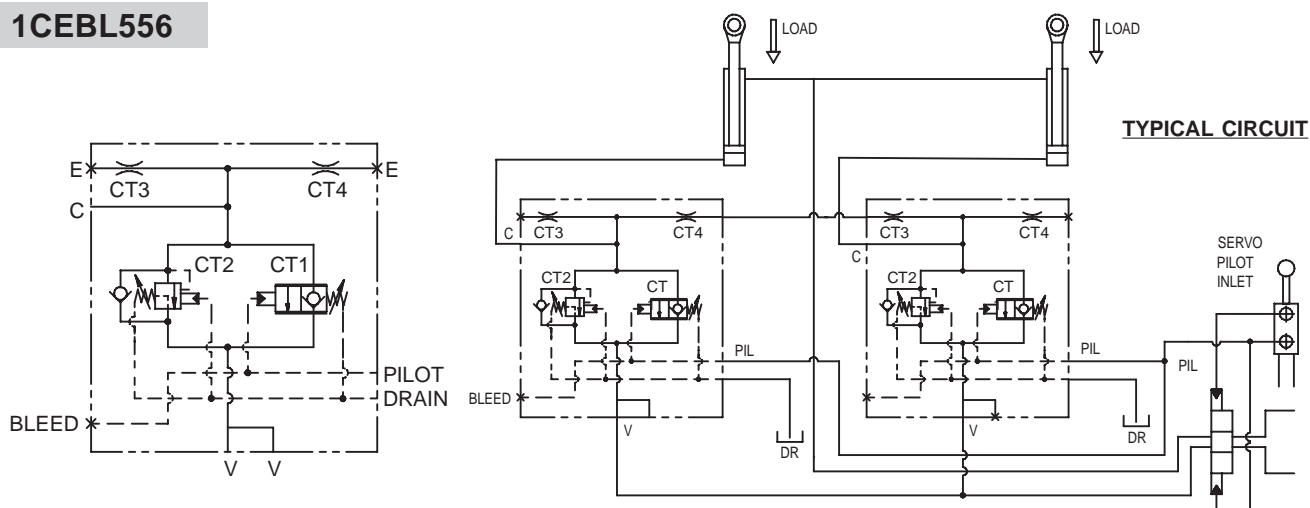 1CEBL556
E
E
CT3
CT4
C
CT2
CT1
PILOT
DRAIN
BLEED
V
V
LOAD
LOAD
TYPICAL CIRCUIT
C
CT3
CT4
CT2
CT
PIL
BLEED
V
DR
CT3
CT4
C
CT2
CT
PIL
V
DR
SERVO
PILOT
INLET
PIL